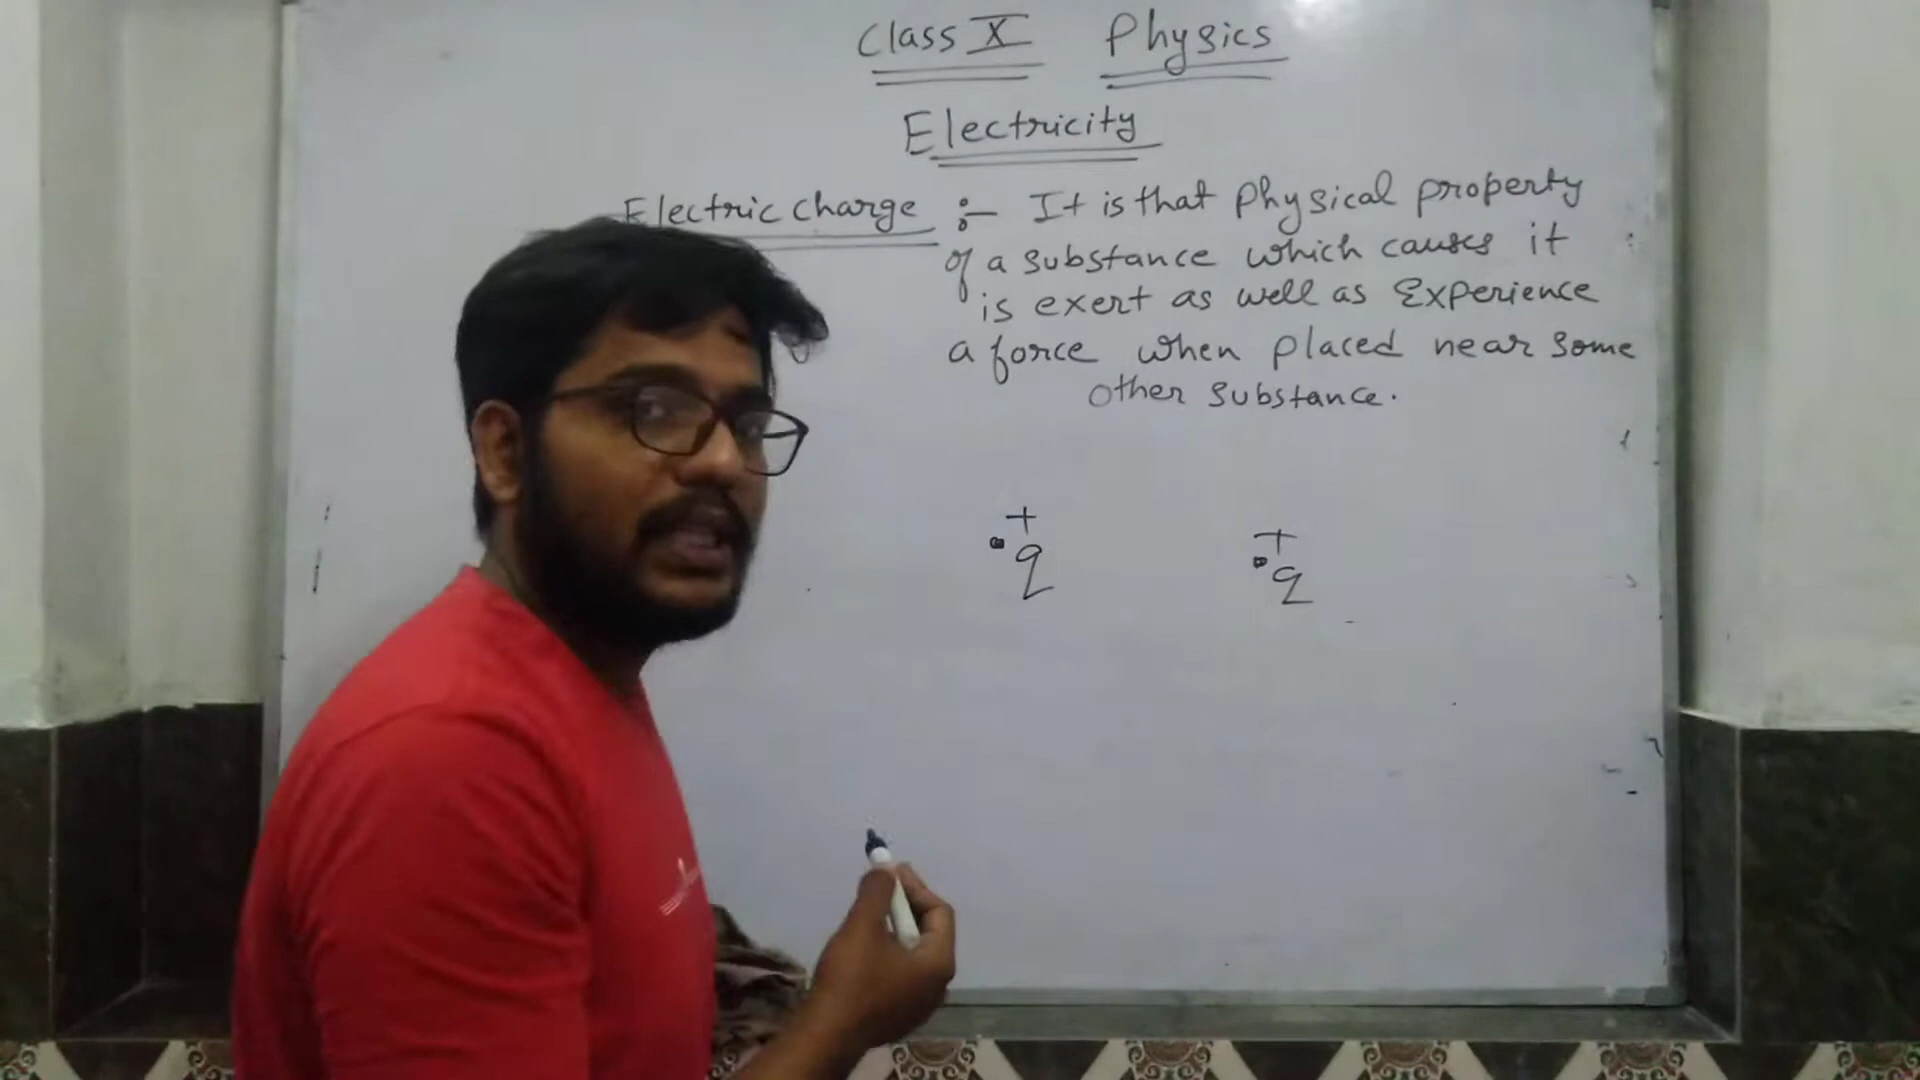 Class X Physics
Electricity
Electric charge :- It is that Physical property
of a substance which causes it
is exert as well as Experience
a force when placed near some
other substance.
+ +
q q